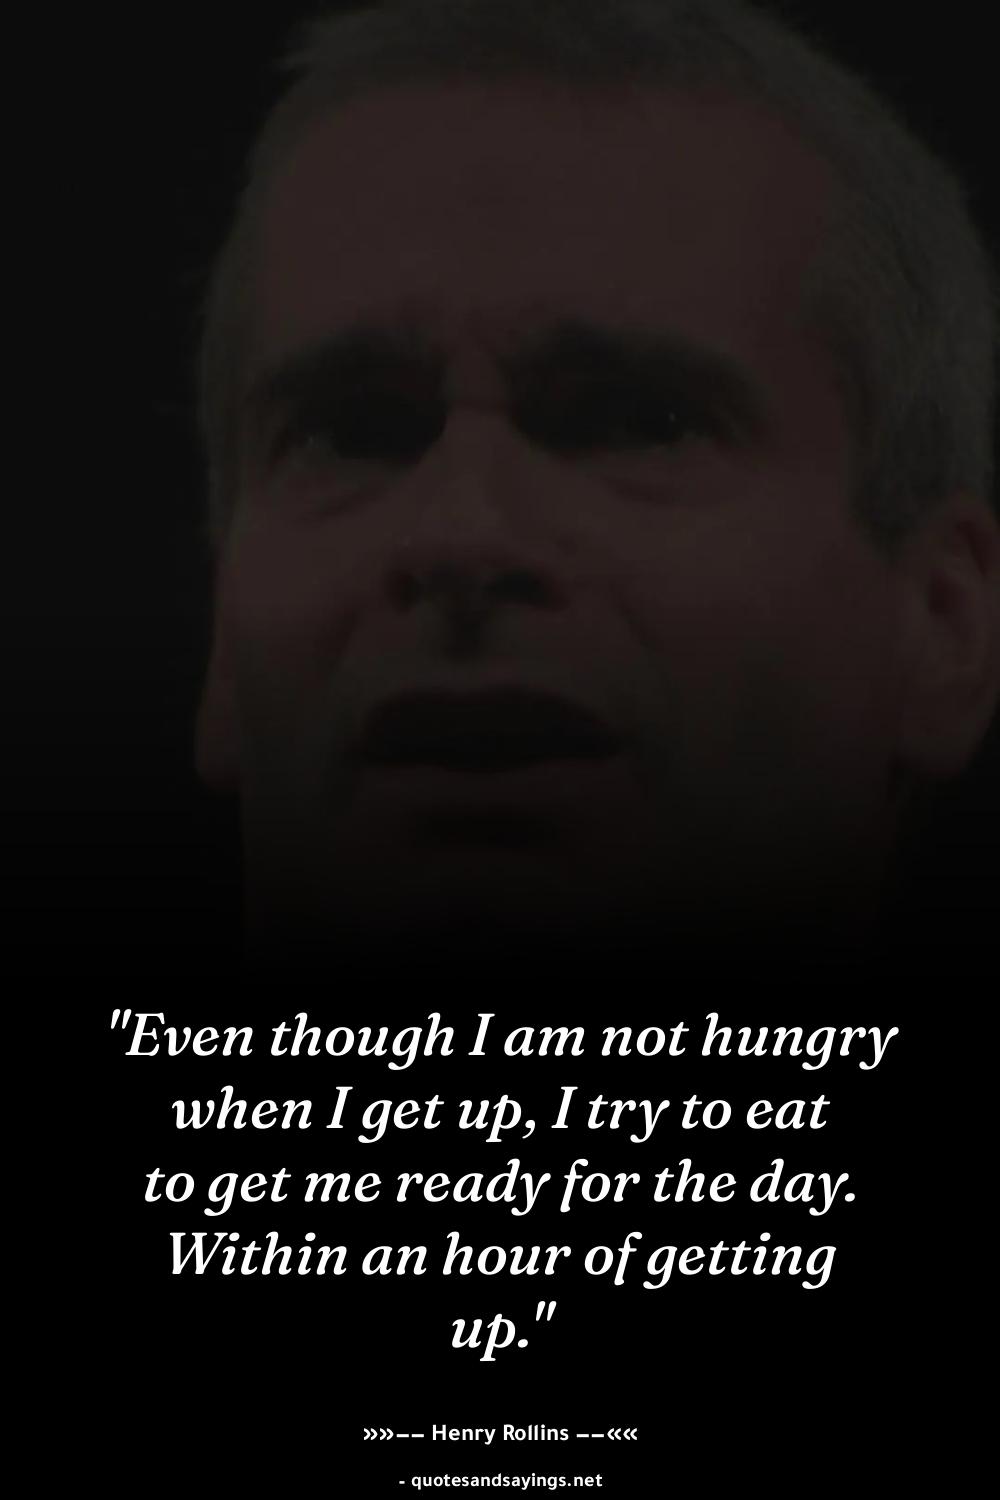 "Even though I am not hungry
when I get up, I try to eat
to get me ready for the day.
Within an hour of getting
up."
»»–– Henry Rollins ––««
- quotesandsayings.net